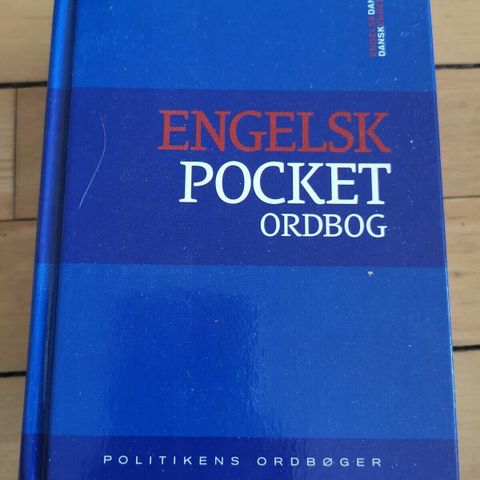 ENGELSK
POCKET
ORDBOG
POLITIKENS ORDBØGER